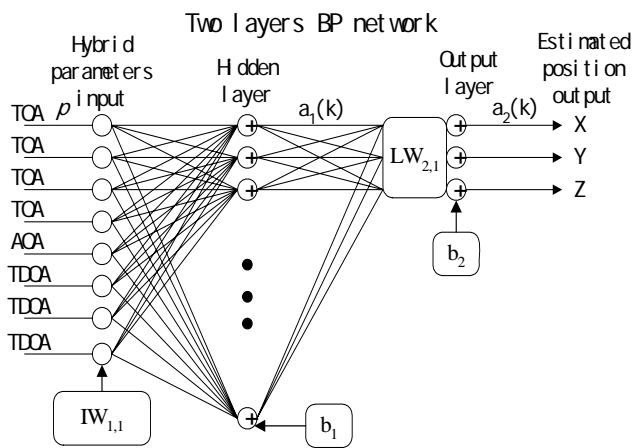 Two layers BP network
Hybrid
parameters
input
Hidden
layer
Output
layer
Estimated
position
output
TOA p
a₁(k)
a₂(k)
X
TOA
LW₂,₁
Y
TOA
Z
TOA
AOA
b₂
TDOA
TDOA
TDOA
IW₁,₁
b₁